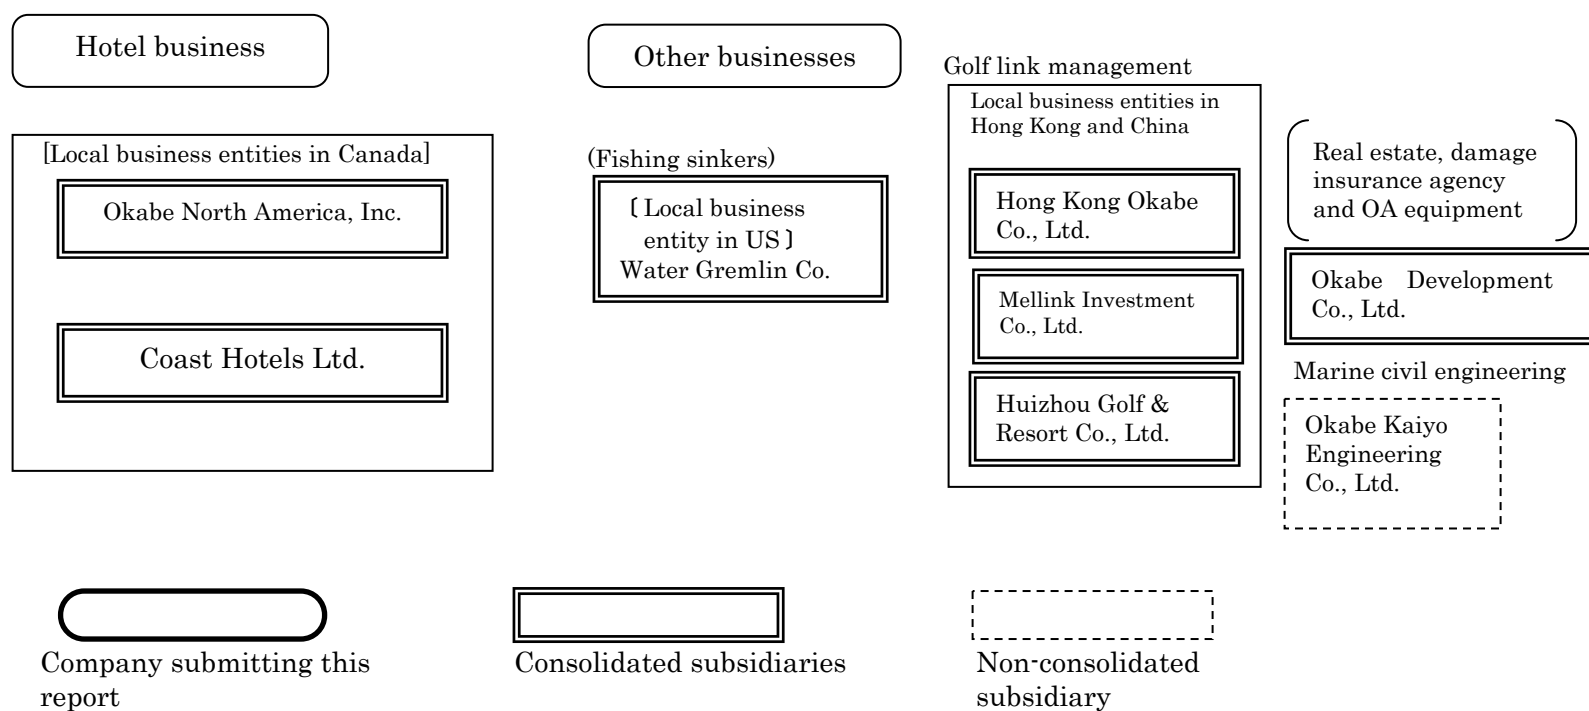 Hotel business
Other businesses
Golf link management
Local business entities in
Hong Kong and China
[Local business entities in Canada]
Okabe North America, Inc.
Coast Hotels Ltd.
(Fishing sinkers)
〔Local business
entity in US〕
Water Gremlin Co.
Hong Kong Okabe
Co., Ltd.
Mellink Investment
Co., Ltd.
Huizhou Golf &
Resort Co., Ltd.
Real estate, damage
insurance agency
and OA equipment
Okabe Development
Co., Ltd.
Marine civil engineering
Okabe Kaiyo
Engineering
Co., Ltd.
Company submitting this
report
Consolidated subsidiaries
Non-consolidated
subsidiary